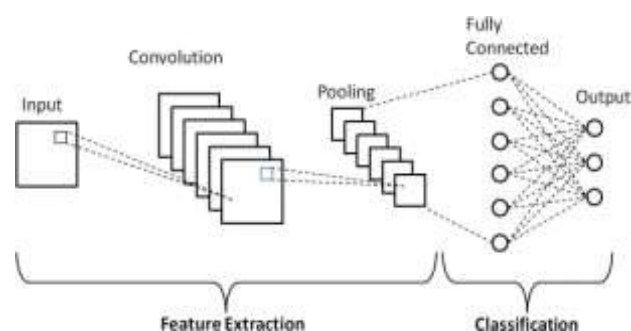 Fully
Connected
Convolution
Pooling
Input
Output
Feature Extraction
Classification